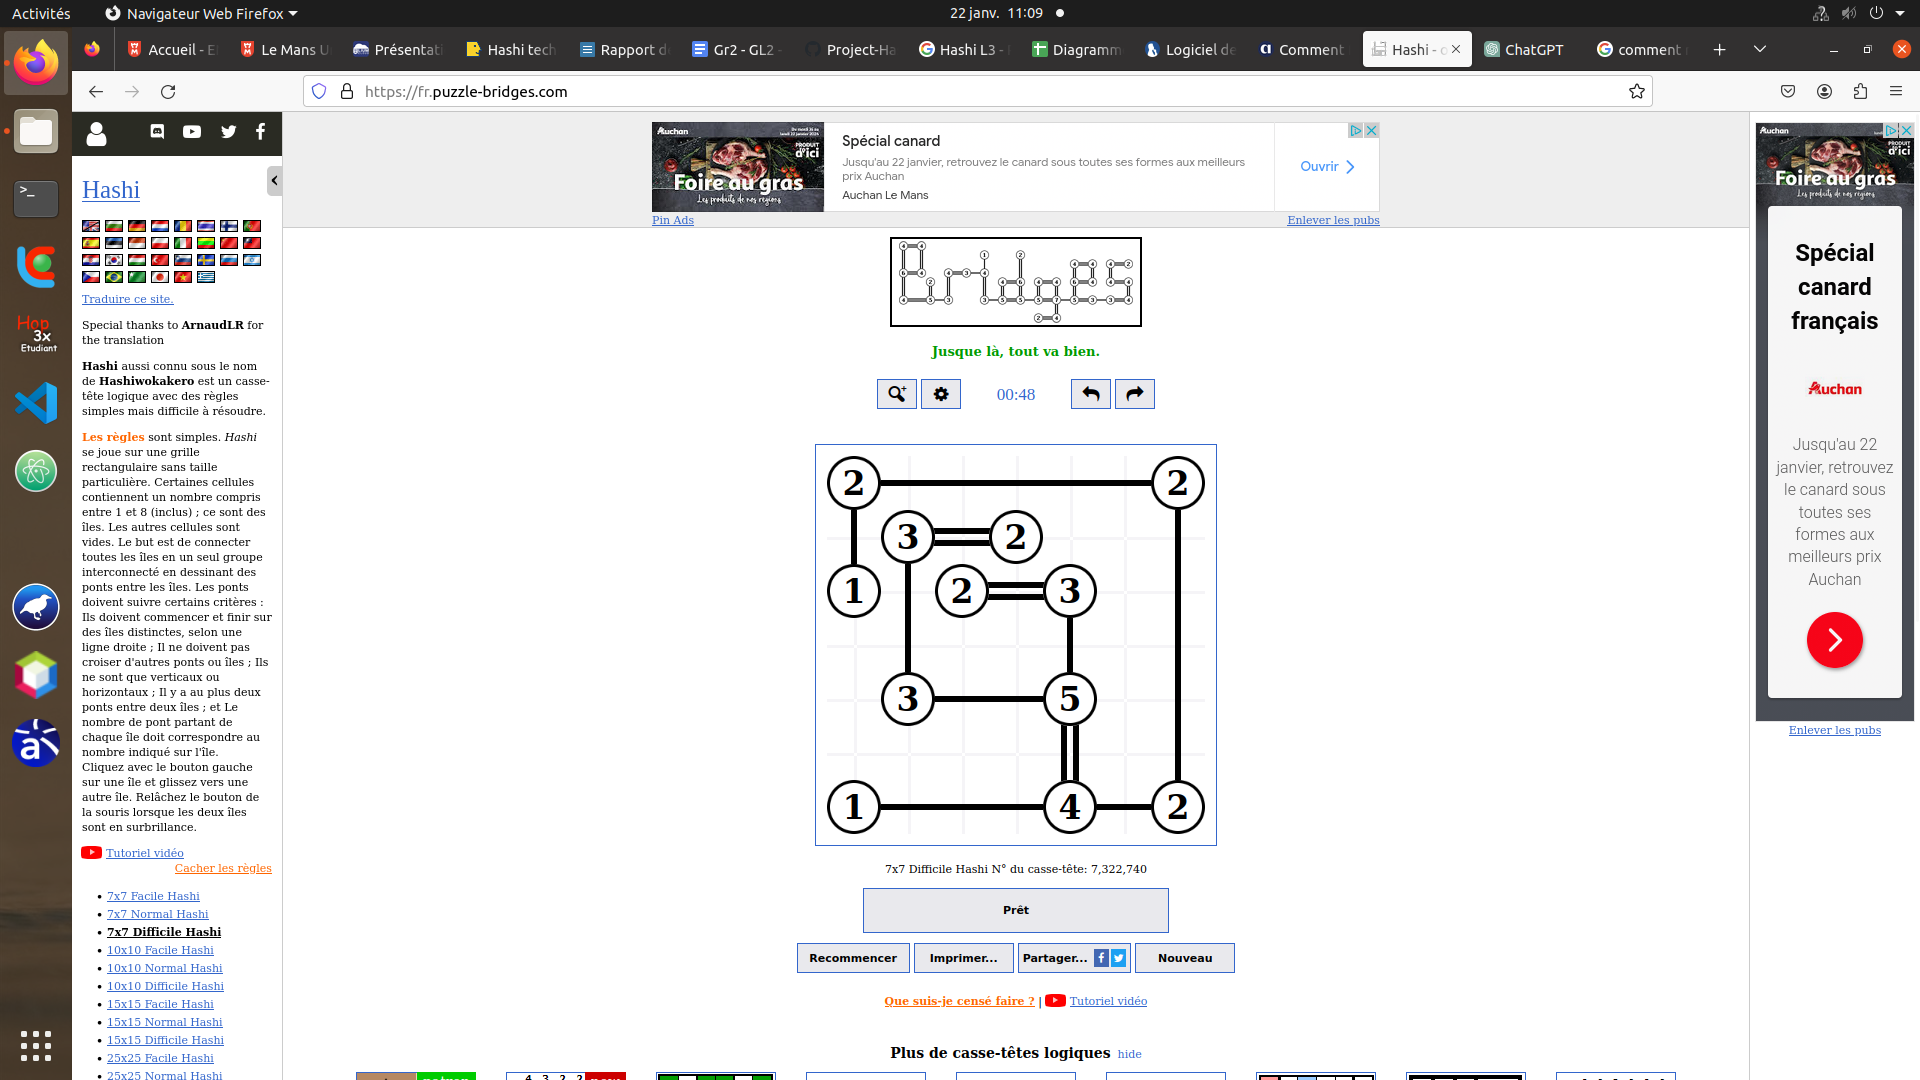 Activités
Navigateur Web Firefox
22 janv. 11:09
Accueil - E
Le Mans U
Présentati
Hashi tech
Rapport d
Gr2 - GL2 -
Project-Ha
Hashi L3 -
Diagramm
Logiciel de
Comment
Hashi - o
ChatGPT
comment
https://fr.puzzle-bridges.com
Hashi
Traduire ce site.
Special thanks to ArnaudLR for
the translation
Hashi aussi connu sous le nom
de Hashiwokakero est un casse-
tête logique avec des règles
simples mais difficile à résoudre.
Les règles sont simples. Hashi
se joue sur une grille
rectangulaire sans taille
particulière. Certaines cellules
contiennent un nombre compris
entre 1 et 8 (inclus) ; ce sont des
îles. Les autres cellules sont
vides. Le but est de connecter
toutes les îles en un seul groupe
interconnecté en dessinant des
ponts entre les îles. Les ponts
doivent suivre certains critères :
Ils doivent commencer et finir sur
des îles distinctes, selon une
ligne droite ; Il ne doivent pas
croiser d'autres ponts ou îles ; Ils
ne sont que verticaux ou
horizontaux ; Il y a au plus deux
ponts entre deux îles ; et Le
nombre de pont partant de
chaque île doit correspondre au
nombre indiqué sur l'île.
Cliquez avec le bouton gauche
sur une île et glissez vers une
autre île. Relâchez le bouton de
la souris lorsque les deux îles
sont en surbrillance.
Tutoriel vidéo
Cacher les règles
7x7 Facile Hashi
7x7 Normal Hashi
7x7 Difficile Hashi
10x10 Facile Hashi
10x10 Normal Hashi
10x10 Difficile Hashi
15x15 Facile Hashi
15x15 Normal Hashi
15x15 Difficile Hashi
25x25 Facile Hashi
25x25 Normal Hashi
Hop
3x
Etudiant
Auchan
PRODUIT
d'ici
Foire au gras
Les produits de nos régions
Spécial canard
Jusqu'au 22 janvier, retrouvez le canard sous toutes ses formes aux meilleurs
prix Auchan
Auchan Le Mans
Ouvrir
Pin Ads
Enlever les pubs
Jusque là, tout va bien.
00:48
2 2
3 2
1 2 3
3 5
1 4 2
7x7 Difficile Hashi N° du casse-tête: 7,322,740
Prêt
Recommencer
Imprimer...
Partager...
Nouveau
Que suis-je censé faire ? | Tutoriel vidéo
Plus de casse-têtes logiques hide
Auchan
PRODUIT
d'ici
Foire au gras
Les produits de nos régions
Spécial
canard
français
Auchan
Jusqu'au 22
janvier, retrouvez
le canard sous
toutes ses
formes aux
meilleurs prix
Auchan
Enlever les pubs